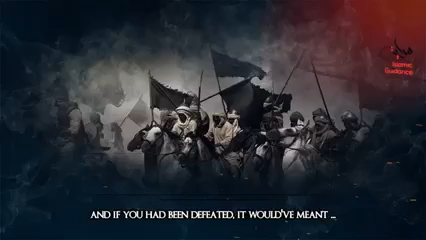 Islamic
Guidance
AND IF YOU HAD BEEN DEFEATED, IT WOULD'VE MEANT ...